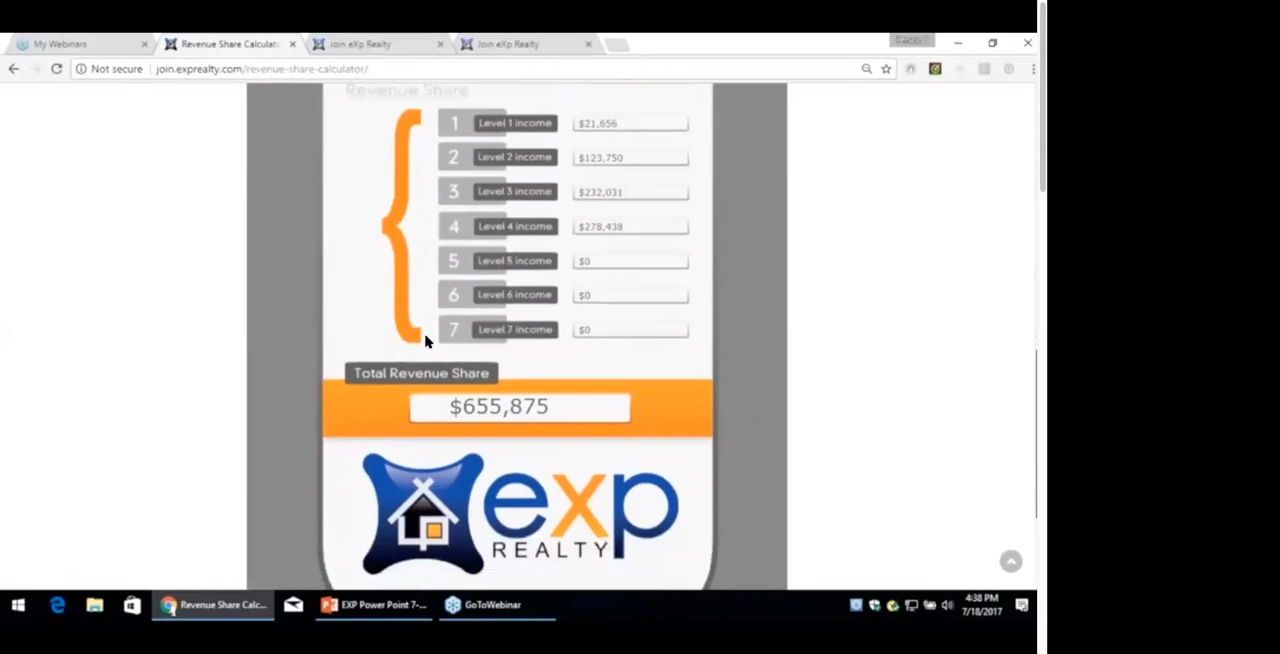 My Webinars
Revenue Share Calculat
Join eXp Realty
Join eXp Realty
Not secure
join.exprealty.com/revenue-share-calculator/
Revenue Share
1 Level 1 income $21,656
2 Level 2 income $123,750
3 Level 3 income $232,031
4 Level 4 income $278,438
5 Level 5 income $0
6 Level 6 income $0
7 Level 7 income $0
Total Revenue Share
$655,875
exp
REALTY
Revenue Share Calc...
EXP Power Point 7-...
GoToWebinar
4:38 PM
7/18/2017